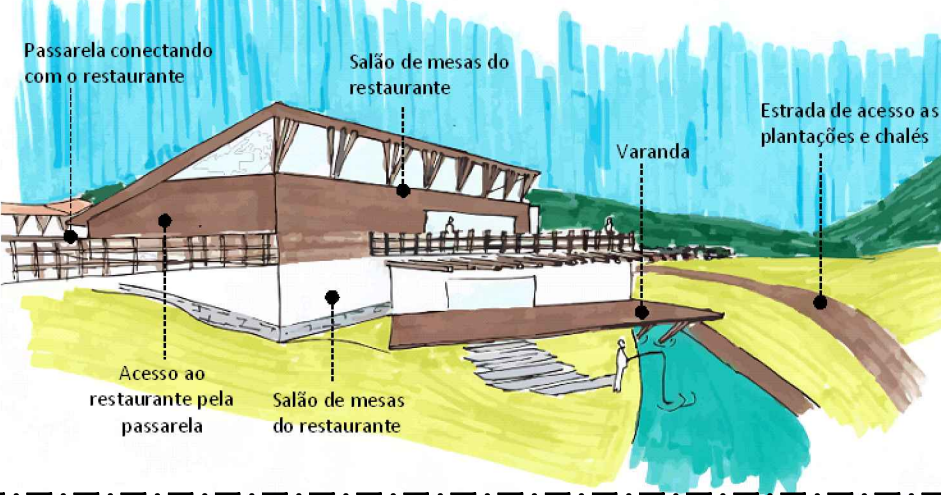 Passarela conectando
com o restaurante
Salão de mesas do
restaurante
Estrada de acesso as
plantações e chalés
Varanda
Acesso ao
restaurante pela
passarela
Salão de mesas
do restaurante